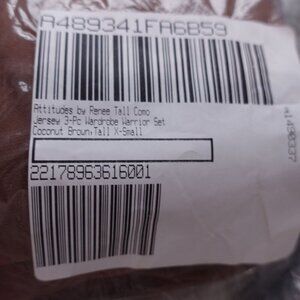 A489341FA6B59
Attitudes by Renee Tall Como
Jersey 3-Pc Wardrobe Warrior Set
Coconut Brown,Tall X-Small
22178963616001